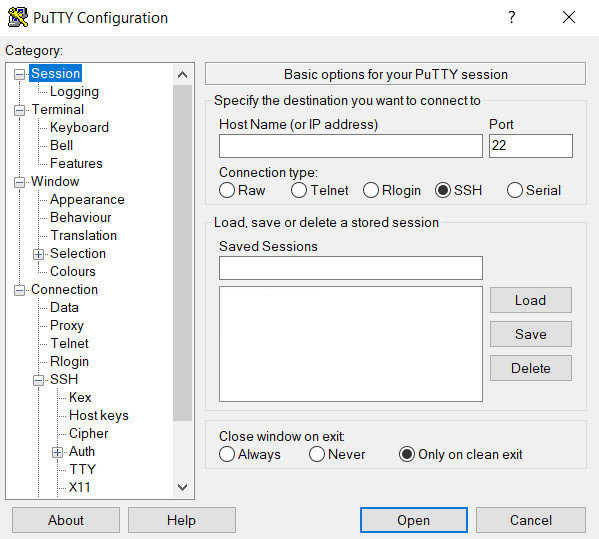 PuTTY Configuration
Category:
Session
Logging
Terminal
Keyboard
Bell
Features
Window
Appearance
Behaviour
Translation
Selection
Colours
Connection
Data
Proxy
Telnet
Rlogin
SSH
Kex
Host keys
Cipher
Auth
TTY
X11
Basic options for your PuTTY session
Specify the destination you want to connect to
Host Name (or IP address) Port
22
Connection type:
Raw Telnet Rlogin SSH Serial
Load, save or delete a stored session
Saved Sessions
Load
Save
Delete
Close window on exit:
Always Never Only on clean exit
About Help Open Cancel